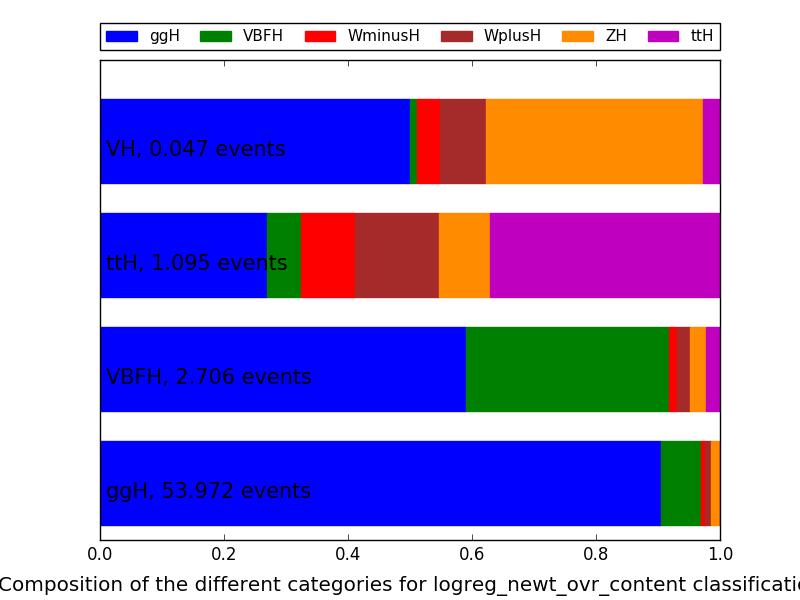 ggH VBFH WminusH WplusH ZH ttH
VH, 0.047 events
ttH, 1.095 events
VBFH, 2.706 events
ggH, 53.972 events
0.0 0.2 0.4 0.6 0.8 1.0
Composition of the different categories for logreg_newt_ovr_content classificatio